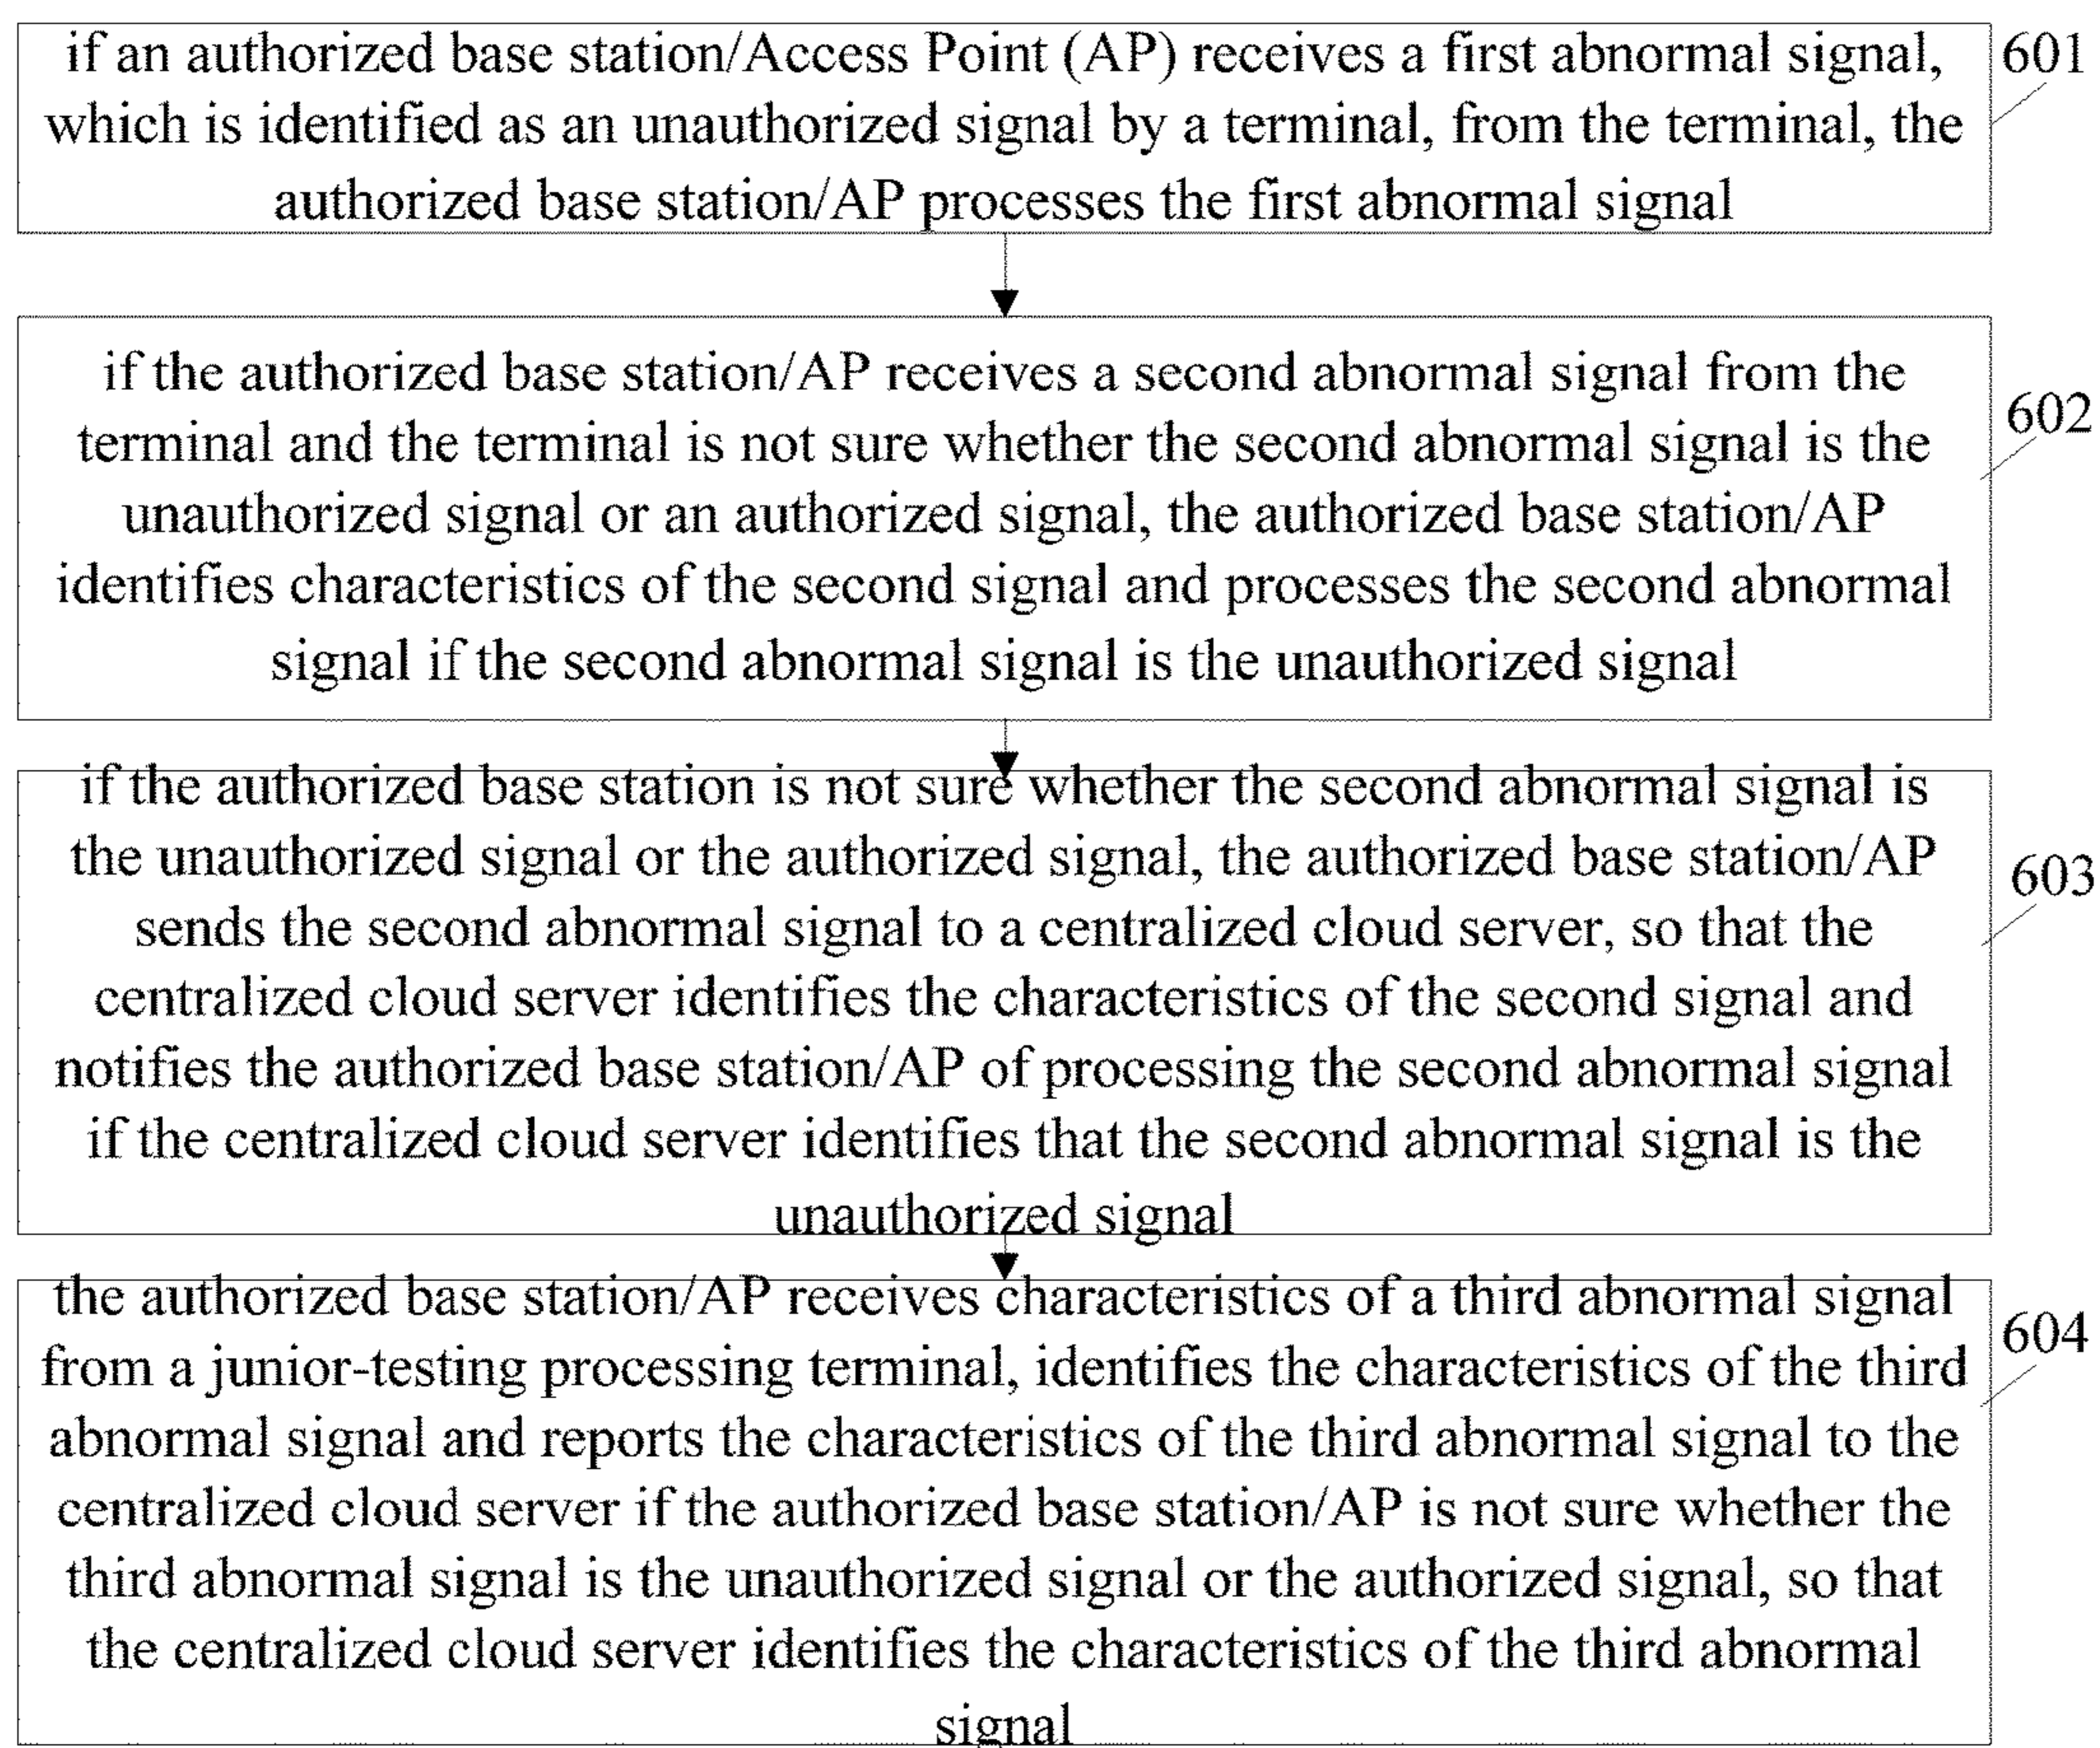 if an authorized base station/Access Point (AP) receives a first abnormal signal,
which is identified as an unauthorized signal by a terminal, from the terminal, the
authorized base station/AP processes the first abnormal signal
601
if the authorized base station/AP receives a second abnormal signal from the
terminal and the terminal is not sure whether the second abnormal signal is the
unauthorized signal or an authorized signal, the authorized base station/AP
identifies characteristics of the second signal and processes the second abnormal
signal if the second abnormal signal is the unauthorized signal
602
if the authorized base station is not sure whether the second abnormal signal is
the unauthorized signal or the authorized signal, the authorized base station/AP
sends the second abnormal signal to a centralized cloud server, so that the
centralized cloud server identifies the characteristics of the second signal and
notifies the authorized base station/AP of processing the second abnormal signal
if the centralized cloud server identifies that the second abnormal signal is the
unauthorized signal
603
the authorized base station/AP receives characteristics of a third abnormal signal
from a junior-testing processing terminal, identifies the characteristics of the third
abnormal signal and reports the characteristics of the third abnormal signal to the
centralized cloud server if the authorized base station/AP is not sure whether the
third abnormal signal is the unauthorized signal or the authorized signal, so that
the centralized cloud server identifies the characteristics of the third abnormal
signal
604